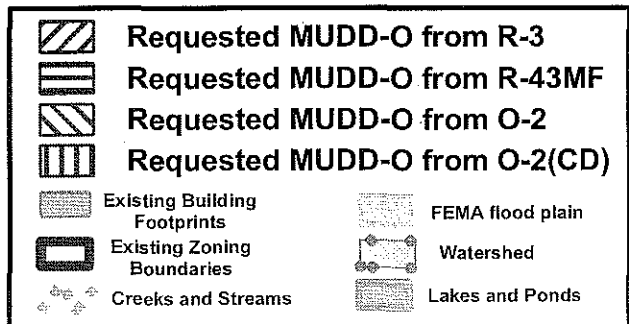 Requested MUDD-O from R-3
Requested MUDD-O from R-43MF
Requested MUDD-O from O-2
Requested MUDD-O from O-2(CD)
Existing Building
Footprints
Existing Zoning
Boundaries
Creeks and Streams
FEMA flood plain
Watershed
Lakes and Ponds